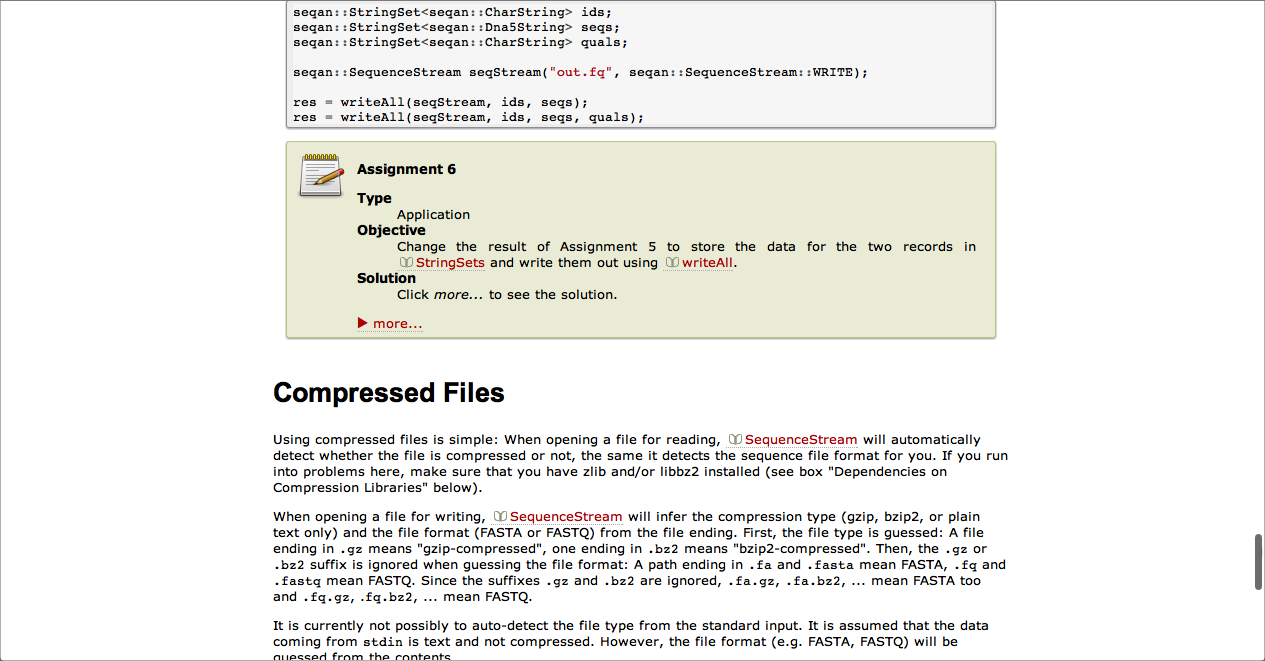 seqan::StringSet<seqan::CharString> ids;
seqan::StringSet<seqan::Dna5String> seqs;
seqan::StringSet<seqan::CharString> quals;
seqan::SequenceStream seqStream("out.fq", seqan::SequenceStream::WRITE);
res = writeAll(seqStream, ids, seqs);
res = writeAll(seqStream, ids, seqs, quals);
Assignment 6
Type
Application
Objective
Change the result of Assignment 5 to store the data for the two records in
StringSets and write them out using writeAll.
Solution
Click more... to see the solution.
more...
Compressed Files
Using compressed files is simple: When opening a file for reading, SequenceStream will automatically
detect whether the file is compressed or not, the same it detects the sequence file format for you. If you run
into problems here, make sure that you have zlib and/or libbz2 installed (see box "Dependencies on
Compression Libraries" below).
When opening a file for writing, SequenceStream will infer the compression type (gzip, bzip2, or plain
text only) and the file format (FASTA or FASTQ) from the file ending. First, the file type is guessed: A file
ending in .gz means "gzip-compressed", one ending in .bz2 means "bzip2-compressed". Then, the .gz or
.bz2 suffix is ignored when guessing the file format: A path ending in .fa and .fasta mean FASTA, .fq and
.fastq mean FASTQ. Since the suffixes .gz and .bz2 are ignored, .fa.gz, .fa.bz2, ... mean FASTA too
and .fq.gz, .fq.bz2, ... mean FASTQ.
It is currently not possibly to auto-detect the file type from the standard input. It is assumed that the data
coming from stdin is text and not compressed. However, the file format (e.g. FASTA, FASTQ) will be
guessed from the contents.